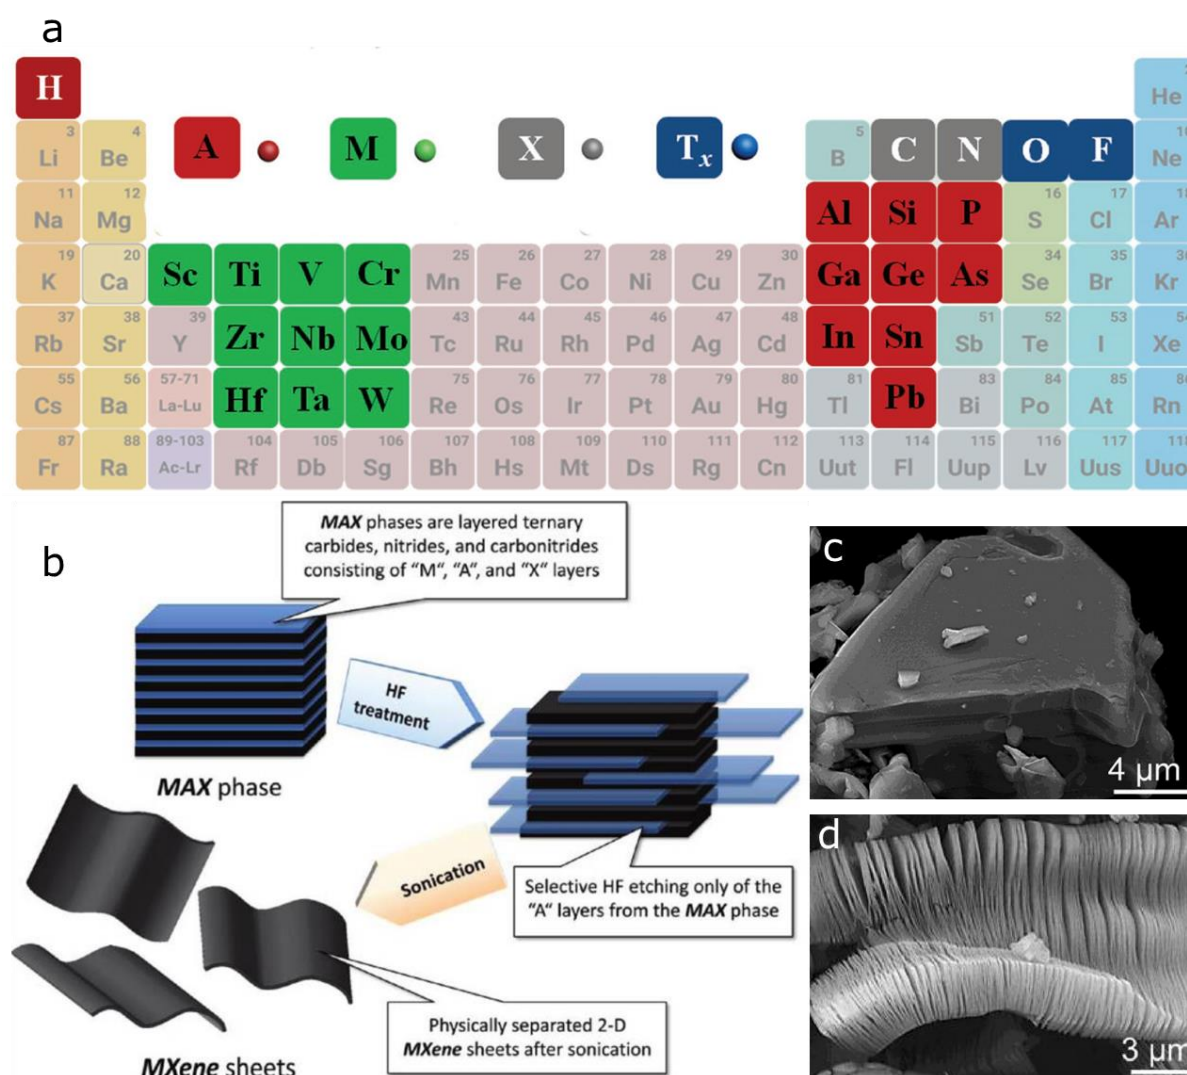 a
H
He
A M X Tx
3 4 5 C N O F 10
Li Be B Ne
11 12 Al Si P 16 17 18
Na Mg S Cl Ar
19 20 Sc Ti V Cr 25 26 27 28 29 30 Ga Ge As 34 35 36
K Ca Mn Fe Co Ni Cu Zn Se Br Kr
37 38 39 Zr Nb Mo 43 44 45 46 47 48 In Sn 51 52 53 54
Rb Sr Y Tc Ru Rh Pd Ag Cd Sb Te I Xe
55 56 57-71 Hf Ta W 75 76 77 78 79 80 81 Pb 83 84 85 86
Cs Ba La-Lu Re Os Ir Pt Au Hg Tl Bi Po At Rn
87 88 89-103 104 105 106 107 108 109 110 111 112 113 114 115 116 117 118
Fr Ra Ac-Lr Rf Db Sg Bh Hs Mt Ds Rg Cn Uut Fl Uup Lv Uus Uuo
b
MAX phases are layered ternary
carbides, nitrides, and carbonitrides
consisting of "M", "A", and "X" layers
HF
treatment
MAX phase
Selective HF etching only of the
"A" layers from the MAX phase
Sonication
Physically separated 2-D
MXene sheets after sonication
MXene sheets
c
4 μm
d
3 μm